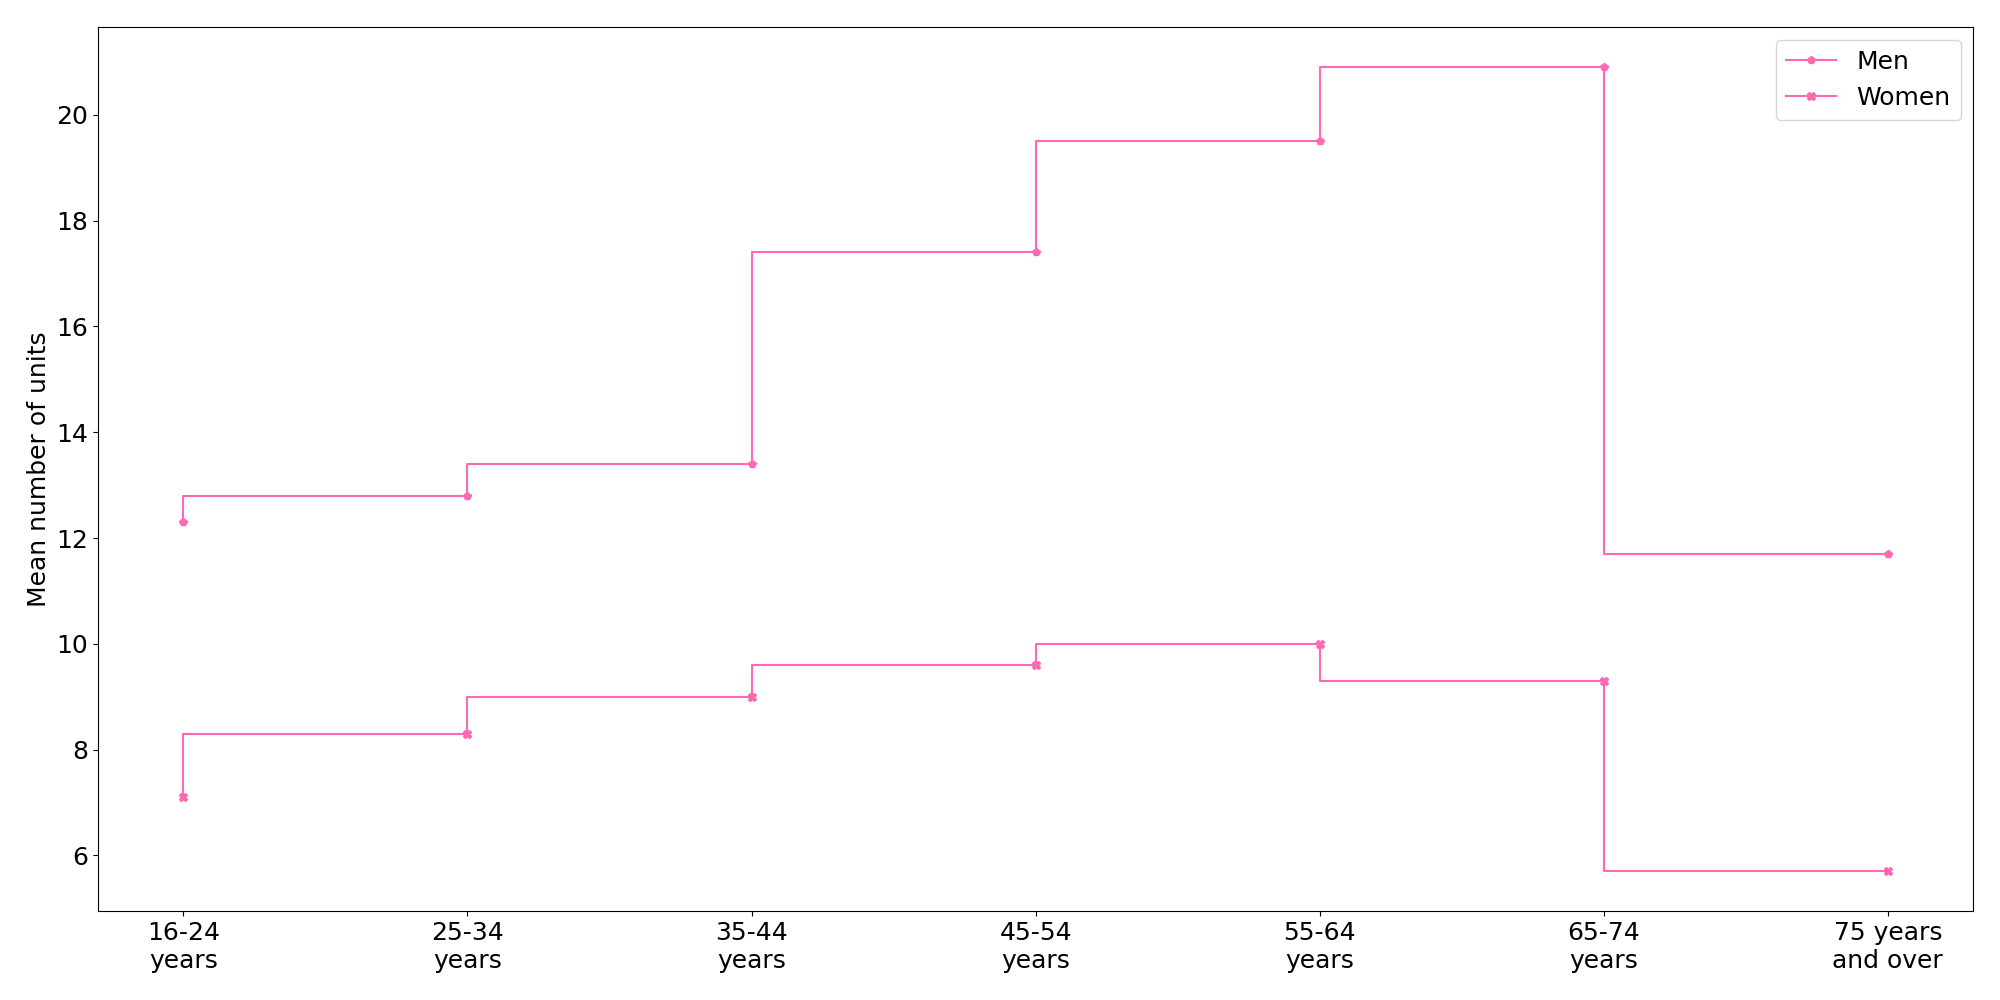 Men
Women
Mean number of units
20
18
16
14
12
10
8
6
16-24
years
25-34
years
35-44
years
45-54
years
55-64
years
65-74
years
75 years
and over